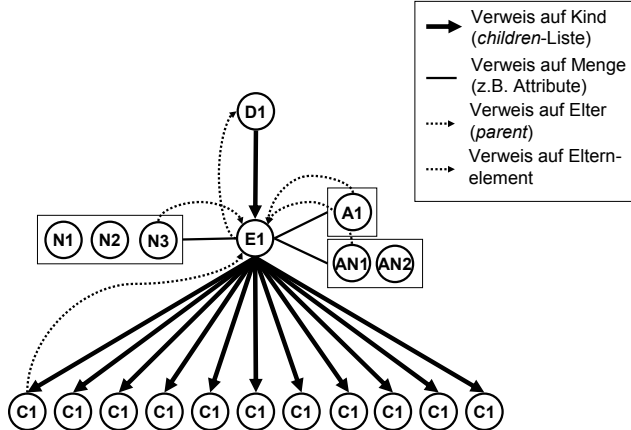 Verweis auf Kind
(children-Liste)
Verweis auf Menge
(z.B. Attribute)
Verweis auf Elter
(parent)
Verweis auf Eltern-
element
D1
A1
N1 N2 N3 E1
AN1 AN2
C1 C1 C1 C1 C1 C1 C1 C1 C1 C1 C1